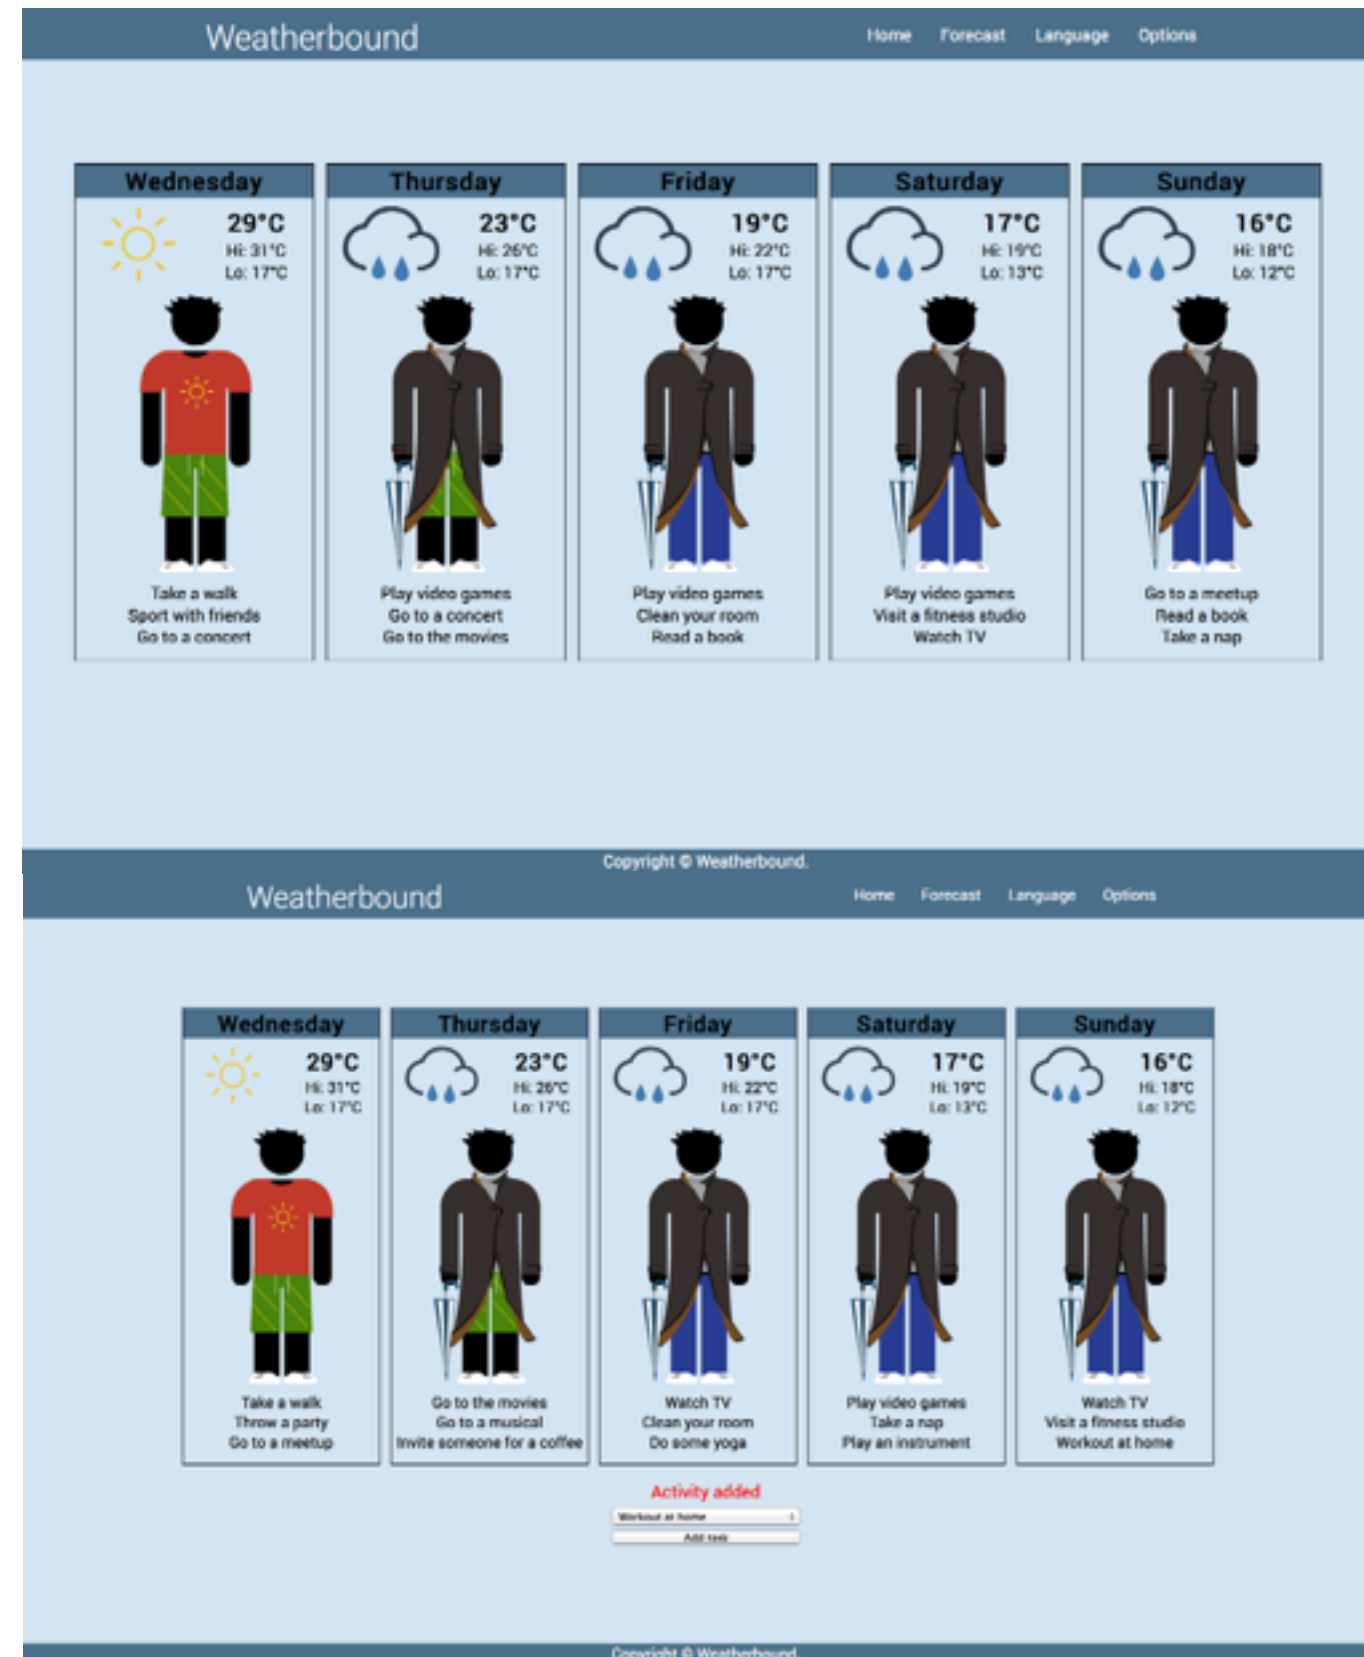 Weatherbound
Home Forecast Language Options
Wednesday
29°C
Hi: 31°C
Lo: 17°C
Take a walk
Sport with friends
Go to a concert
Thursday
23°C
Hi: 26°C
Lo: 17°C
Play video games
Go to a concert
Go to the movies
Friday
19°C
Hi: 22°C
Lo: 17°C
Play video games
Clean your room
Read a book
Saturday
17°C
Hi: 19°C
Lo: 13°C
Play video games
Visit a fitness studio
Watch TV
Sunday
16°C
Hi: 18°C
Lo: 12°C
Go to a meetup
Read a book
Take a nap
Copyright © Weatherbound.
Weatherbound
Home Forecast Language Options
Wednesday
29°C
Hi: 31°C
Lo: 17°C
Take a walk
Throw a party
Go to a meetup
Thursday
23°C
Hi: 26°C
Lo: 17°C
Go to the movies
Go to a musical
Invite someone for a coffee
Friday
19°C
Hi: 22°C
Lo: 17°C
Watch TV
Clean your room
Do some yoga
Saturday
17°C
Hi: 19°C
Lo: 13°C
Play video games
Take a nap
Play an instrument
Sunday
16°C
Hi: 18°C
Lo: 12°C
Watch TV
Visit a fitness studio
Workout at home
Activity added
Workout at home
Add task
Copyright © Weatherbound.